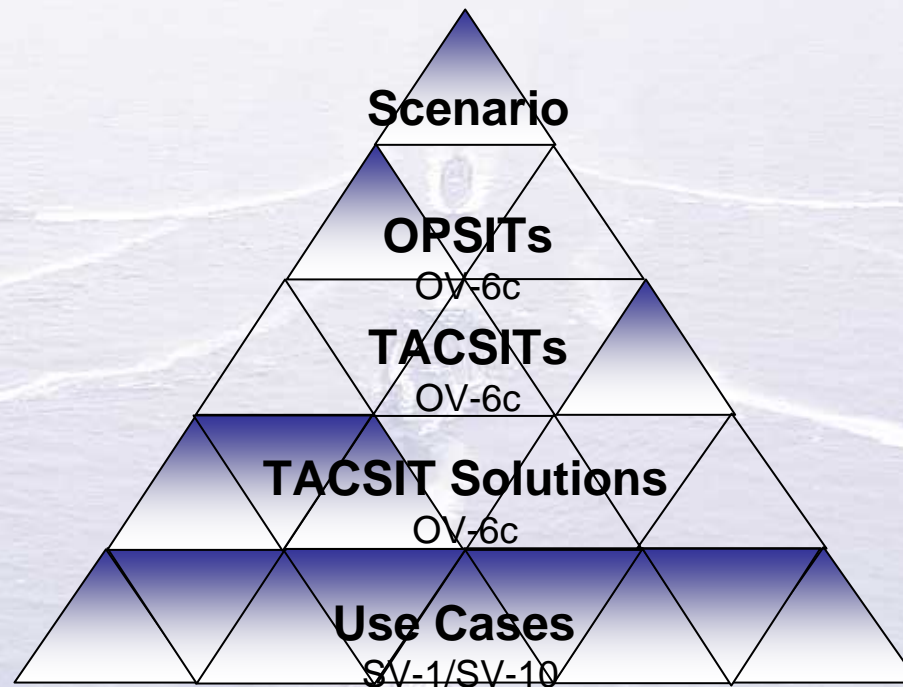 Scenario
OPSITs
OV-6c
TACSITs
OV-6c
TACSIT Solutions
OV-6c
Use Cases
SV-1/SV-10